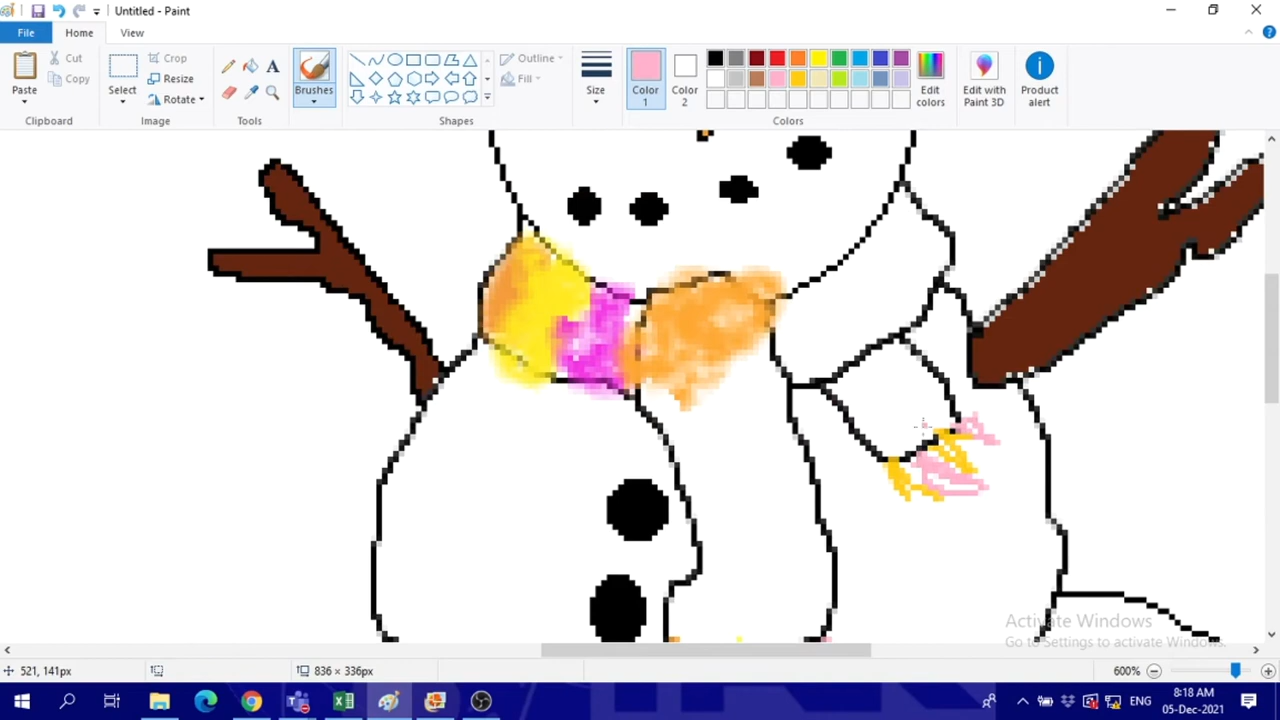 Untitled - Paint
File Home View
Paste
Cut
Copy
Clipboard
Select
Crop
Resize
Rotate
Image
A
Tools
Brushes
Shapes
Outline
Fill
Size
Color 1
Color 2
Colors
Edit colors
Edit with Paint 3D
Product alert
Activate Windows
Go to Settings to activate Windows.
521, 141px
836 × 336px
600%
ENG
8:18 AM
05-Dec-2021